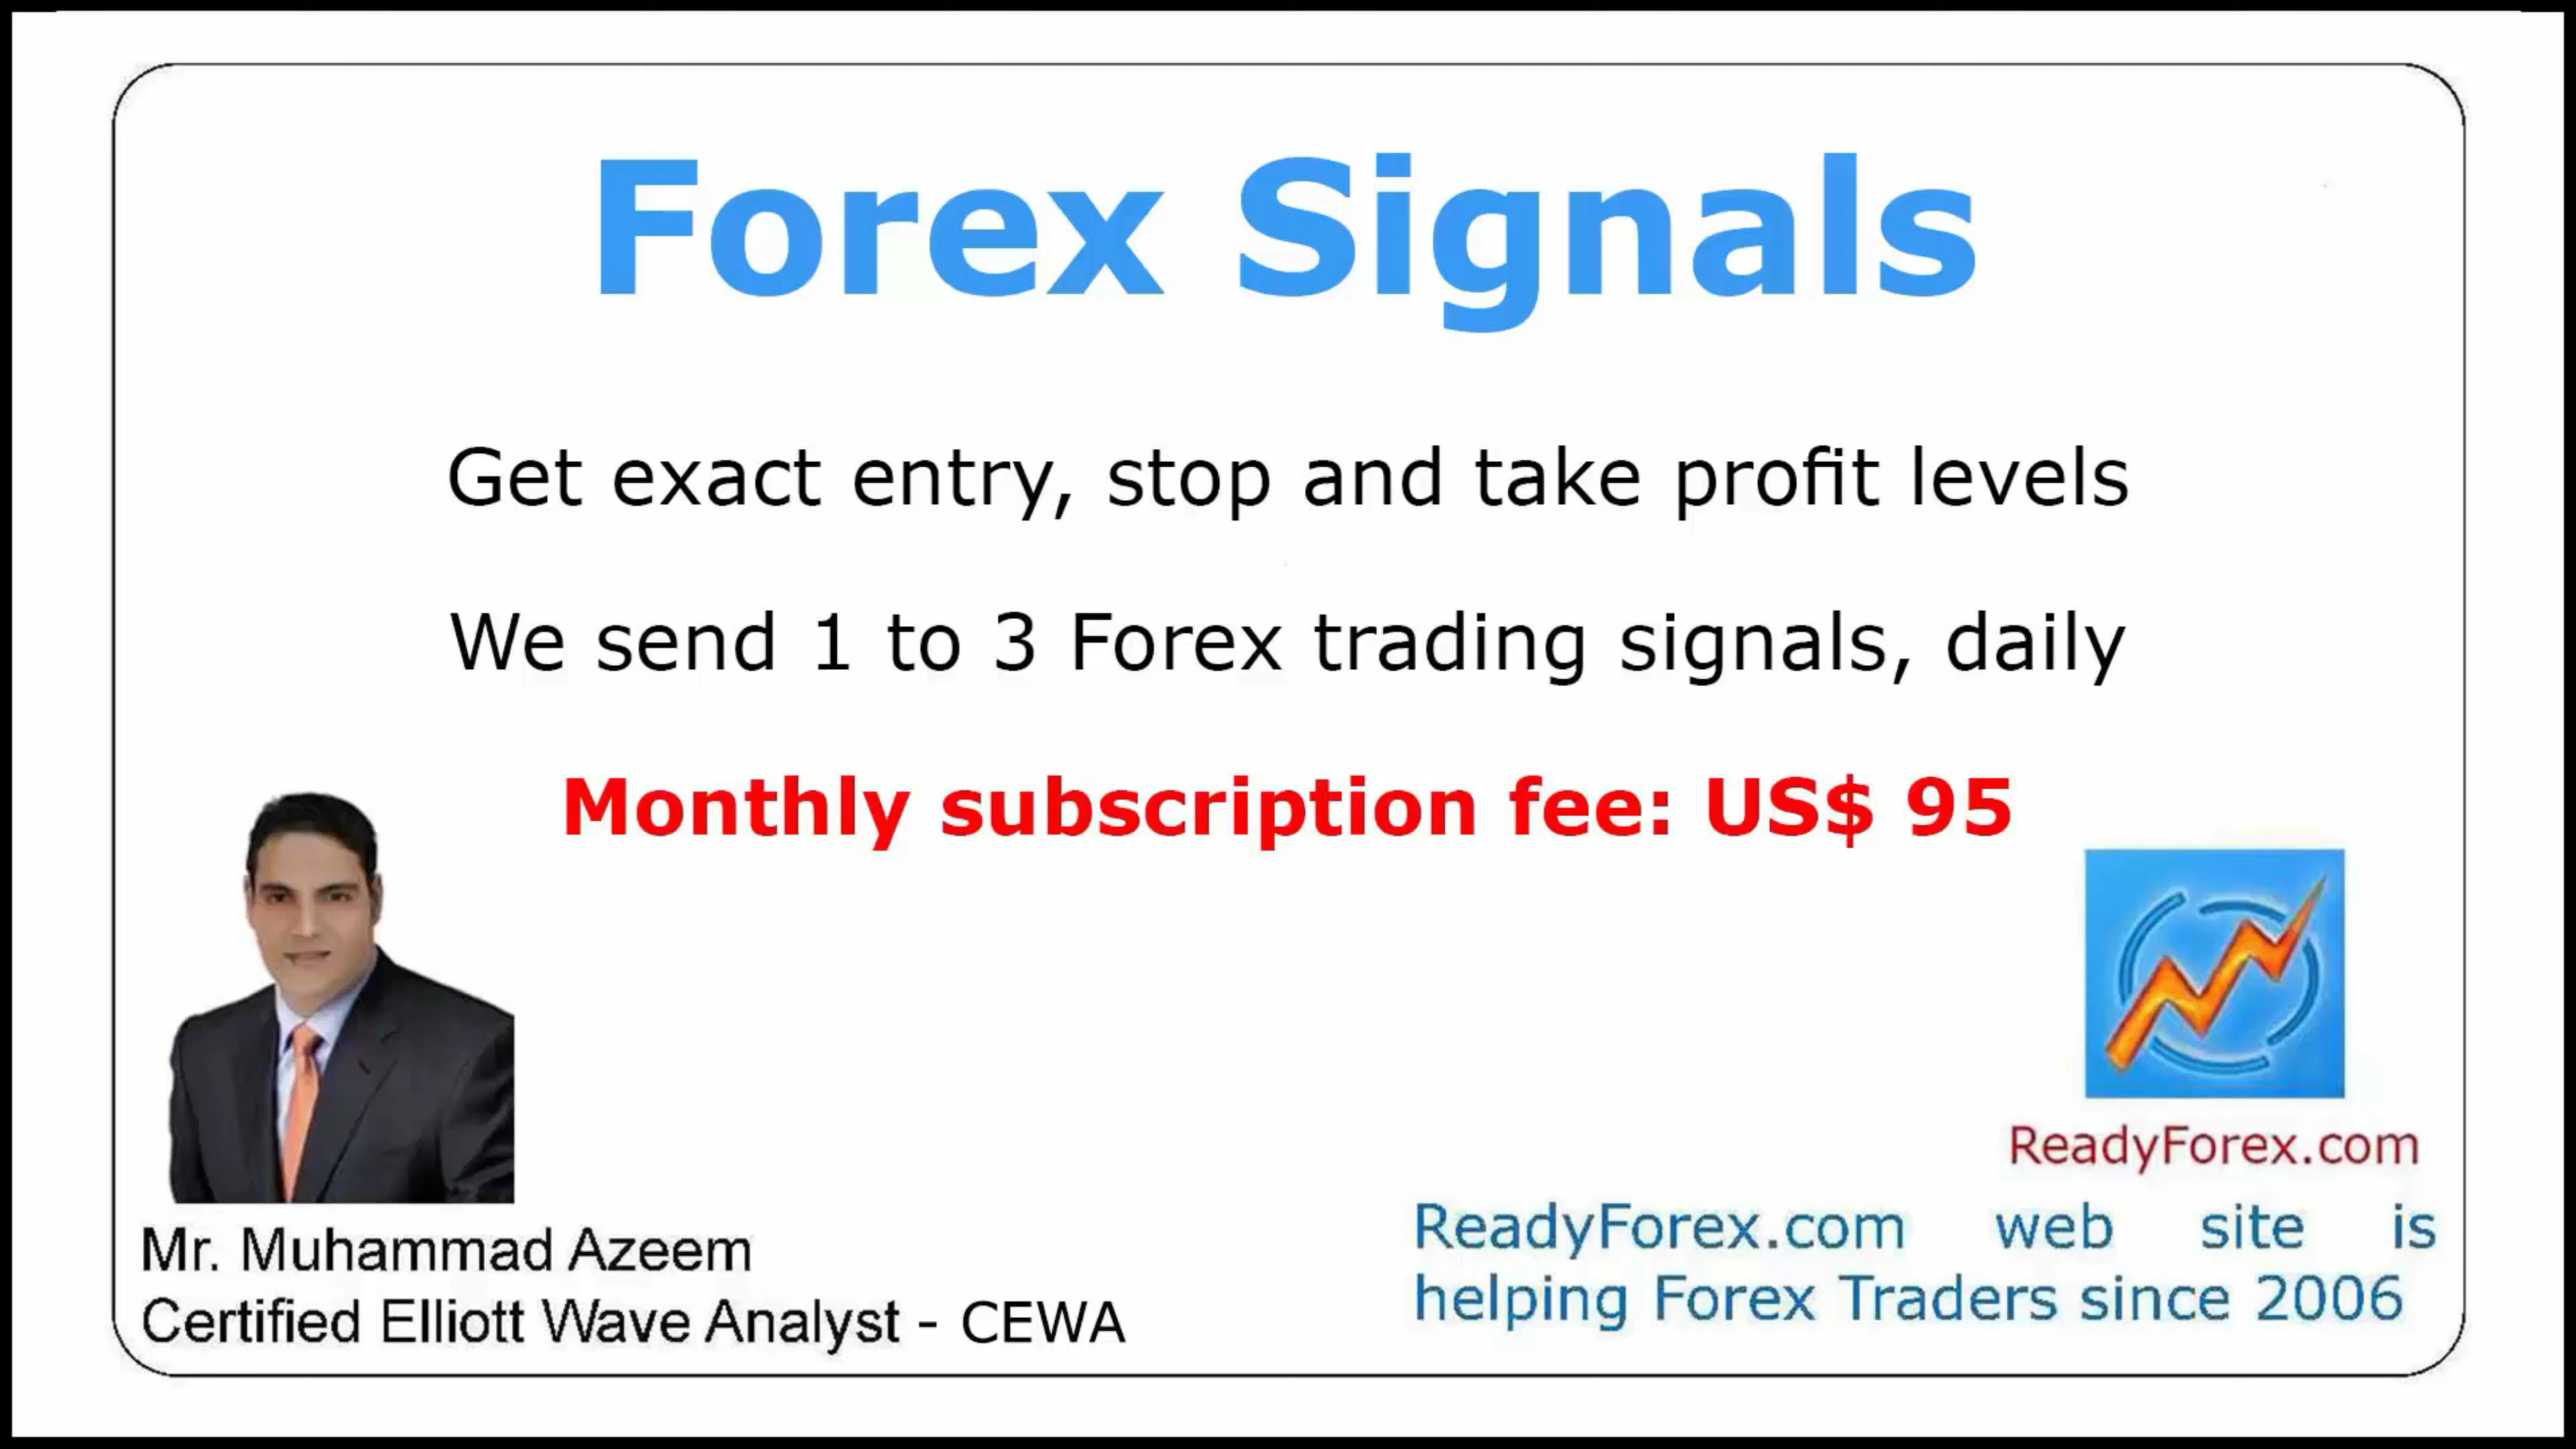 Forex Signals
Get exact entry, stop and take profit levels
We send 1 to 3 Forex trading signals, daily
Monthly subscription fee: US$ 95
ReadyForex.com
Mr. Muhammad Azeem
Certified Elliott Wave Analyst - CEWA
ReadyForex.com web site is
helping Forex Traders since 2006